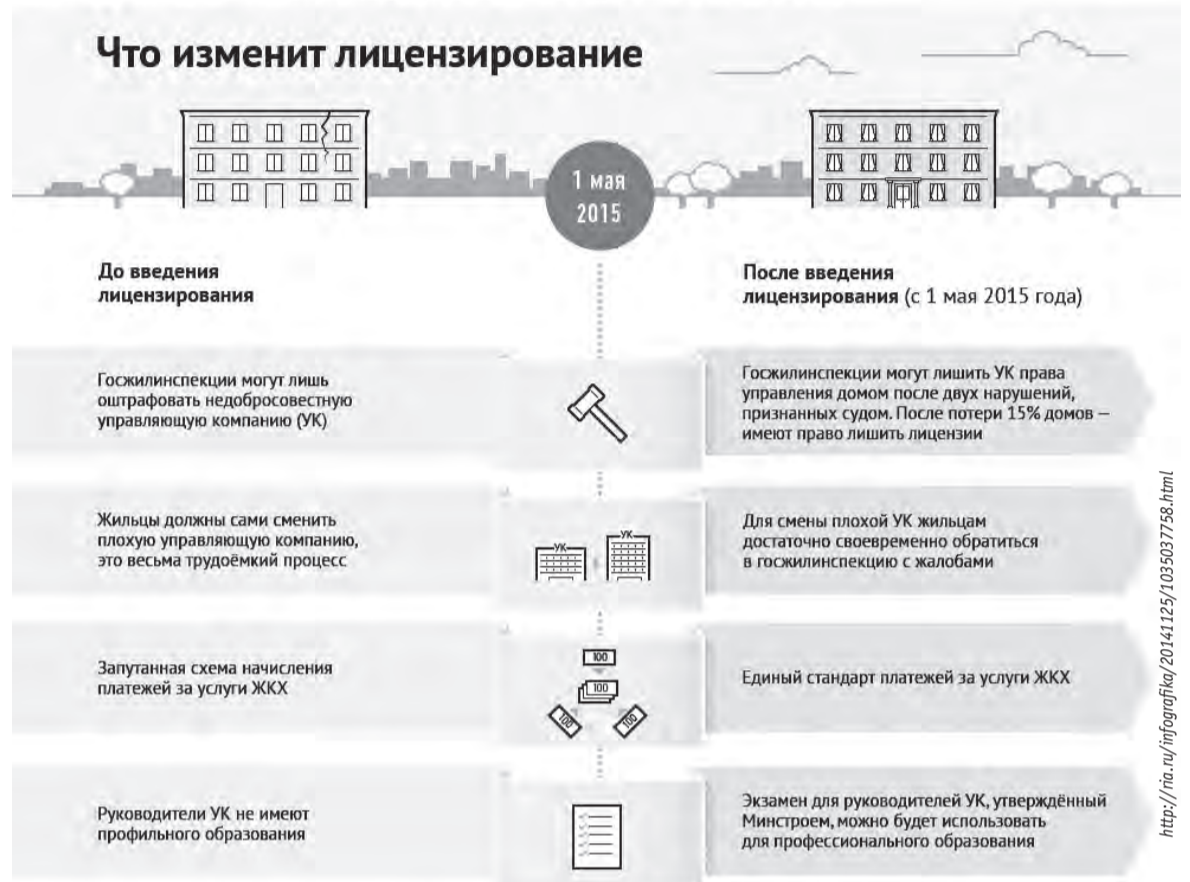 Что изменит лицензирование
1 мая
2015
До введения
лицензирования
После введения
лицензирования (с 1 мая 2015 года)
Госжилинспекции могут лишь
оштрафовать недобросовестную
управляющую компанию (УК)
Госжилинспекции могут лишить УК права
управления домом после двух нарушений,
признанных судом. После потери 15% домов —
имеют право лишить лицензии
Жильцы должны сами сменить
плохую управляющую компанию,
это весьма трудоёмкий процесс
УК
УК
Для смены плохой УК жильцам
достаточно своевременно обратиться
в госжилинспекцию с жалобами
Запутанная схема начисления
платежей за услуги ЖКХ
100
100
100
100
Единый стандарт платежей за услуги ЖКХ
Руководители УК не имеют
профильного образования
Экзамен для руководителей УК, утверждённый
Минстроем, можно будет использовать
для профессионального образования
http://ria.ru/infografika/20141125/1035037758.html